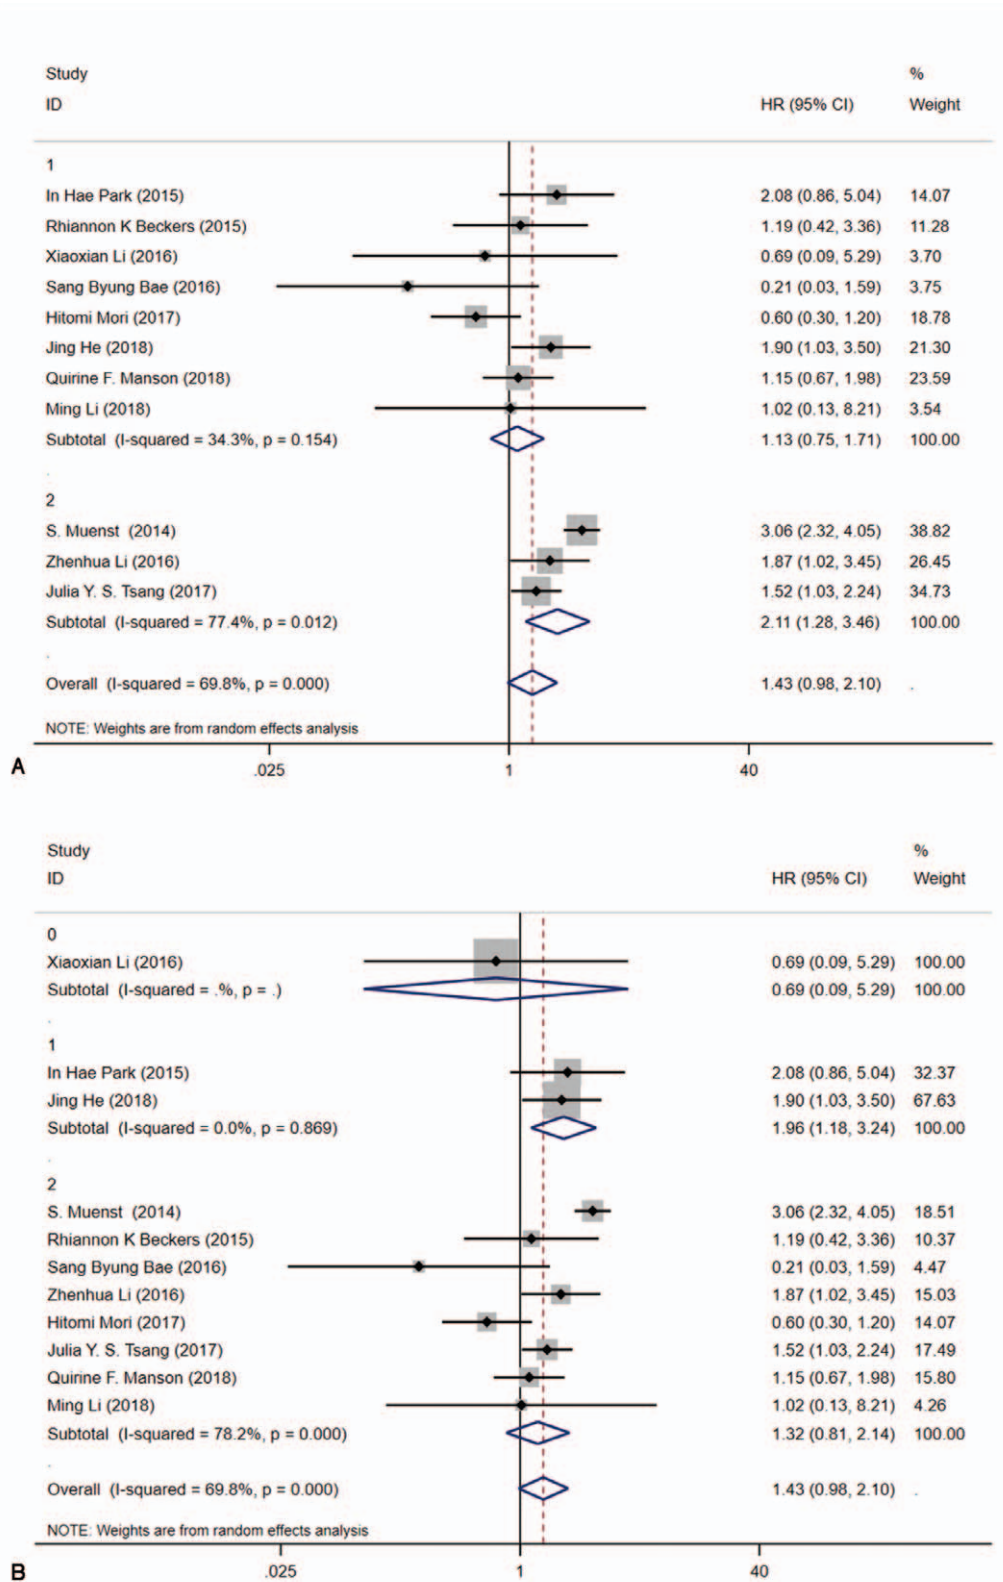 Study %
ID HR (95% CI) Weight
1
In Hae Park (2015) 2.08 (0.86, 5.04) 14.07
Rhiannon K Beckers (2015) 1.19 (0.42, 3.36) 11.28
Xiaoxian Li (2016) 0.69 (0.09, 5.29) 3.70
Sang Byung Bae (2016) 0.21 (0.03, 1.59) 3.75
Hitomi Mori (2017) 0.60 (0.30, 1.20) 18.78
Jing He (2018) 1.90 (1.03, 3.50) 21.30
Quirine F. Manson (2018) 1.15 (0.67, 1.98) 23.59
Ming Li (2018) 1.02 (0.13, 8.21) 3.54
Subtotal (I-squared = 34.3%, p = 0.154) 1.13 (0.75, 1.71) 100.00
.
2
S. Muenst (2014) 3.06 (2.32, 4.05) 38.82
Zhenhua Li (2016) 1.87 (1.02, 3.45) 26.45
Julia Y. S. Tsang (2017) 1.52 (1.03, 2.24) 34.73
Subtotal (I-squared = 77.4%, p = 0.012) 2.11 (1.28, 3.46) 100.00
.
Overall (I-squared = 69.8%, p = 0.000) 1.43 (0.98, 2.10) .
NOTE: Weights are from random effects analysis
A
.025 1 40
Study %
ID HR (95% CI) Weight
0
Xiaoxian Li (2016) 0.69 (0.09, 5.29) 100.00
Subtotal (I-squared = .%, p = .) 0.69 (0.09, 5.29) 100.00
.
1
In Hae Park (2015) 2.08 (0.86, 5.04) 32.37
Jing He (2018) 1.90 (1.03, 3.50) 67.63
Subtotal (I-squared = 0.0%, p = 0.869) 1.96 (1.18, 3.24) 100.00
.
2
S. Muenst (2014) 3.06 (2.32, 4.05) 18.51
Rhiannon K Beckers (2015) 1.19 (0.42, 3.36) 10.37
Sang Byung Bae (2016) 0.21 (0.03, 1.59) 4.47
Zhenhua Li (2016) 1.87 (1.02, 3.45) 15.03
Hitomi Mori (2017) 0.60 (0.30, 1.20) 14.07
Julia Y. S. Tsang (2017) 1.52 (1.03, 2.24) 17.49
Quirine F. Manson (2018) 1.15 (0.67, 1.98) 15.80
Ming Li (2018) 1.02 (0.13, 8.21) 4.26
Subtotal (I-squared = 78.2%, p = 0.000) 1.32 (0.81, 2.14) 100.00
.
Overall (I-squared = 69.8%, p = 0.000) 1.43 (0.98, 2.10) .
NOTE: Weights are from random effects analysis
B
.025 1 40